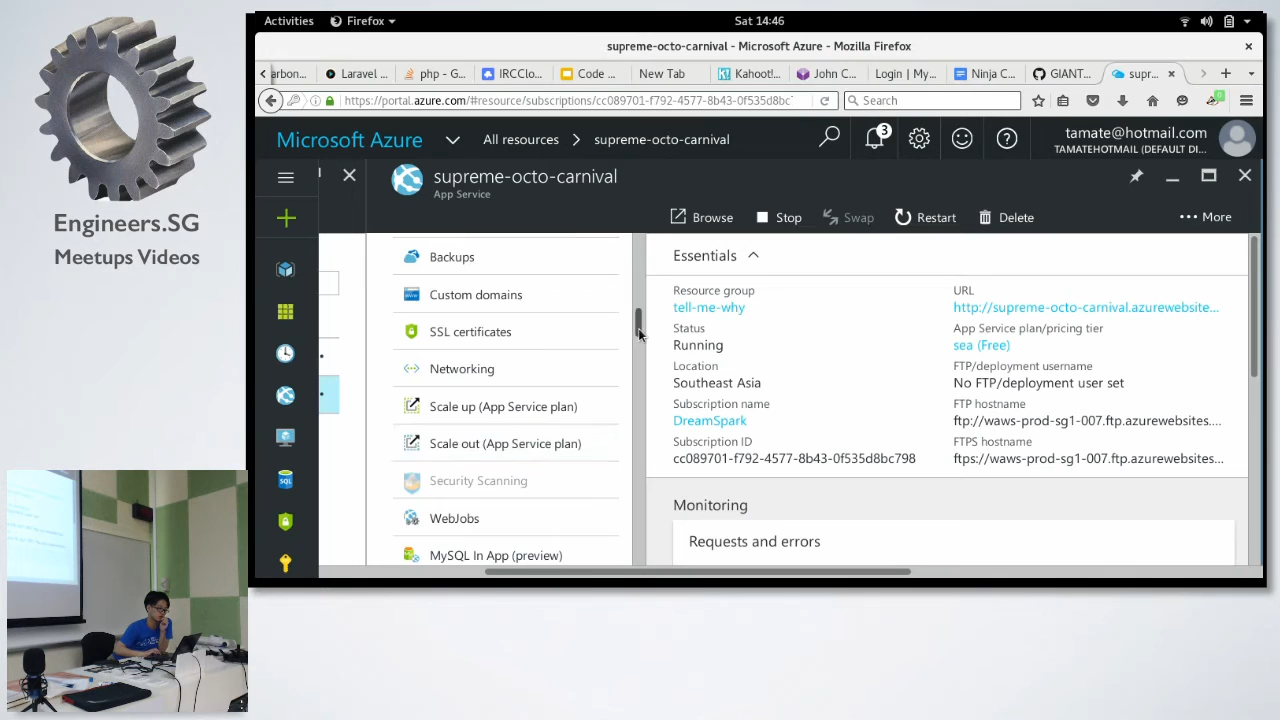 Engineers.SG
Meetups Videos
Activities
Firefox
Sat 14:46
supreme-octo-carnival - Microsoft Azure - Mozilla Firefox
arbon...
Laravel ...
php - G...
IRCClo...
Code ...
New Tab
Kahoot!...
John C...
Login | My...
Ninja C...
GIANT...
supr...
https://portal.azure.com/#resource/subscriptions/cc089701-f792-4577-8b43-0f535d8bc7
Search
Microsoft Azure
All resources
supreme-octo-carnival
3
tamate@hotmail.com
TAMATEHOTMAIL (DEFAULT DI...
supreme-octo-carnival
App Service
Browse
Stop
Swap
Restart
Delete
More
Backups
Custom domains
SSL certificates
Networking
Scale up (App Service plan)
Scale out (App Service plan)
Security Scanning
WebJobs
MySQL In App (preview)
Essentials
Resource group
tell-me-why
Status
Running
Location
Southeast Asia
Subscription name
DreamSpark
Subscription ID
cc089701-f792-4577-8b43-0f535d8bc798
URL
http://supreme-octo-carnival.azurewebsite...
App Service plan/pricing tier
sea (Free)
FTP/deployment username
No FTP/deployment user set
FTP hostname
ftp://waws-prod-sg1-007.ftp.azurewebsites....
FTPS hostname
ftps://waws-prod-sg1-007.ftp.azurewebsites...
Monitoring
Requests and errors